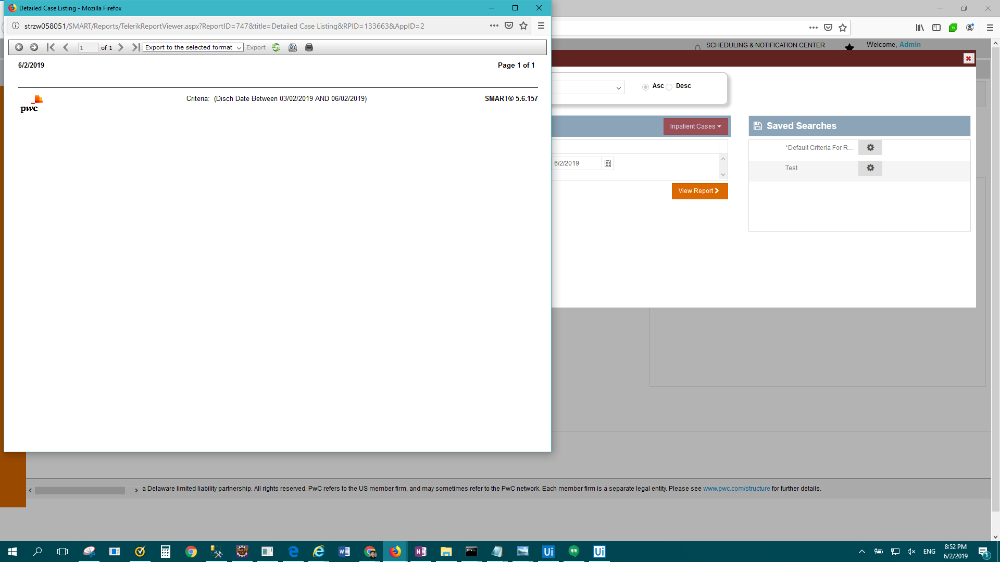 Detailed Case Listing - Mozilla Firefox
strzw058051/SMART/Reports/TelerikReportViewer.aspx?ReportID=747&title=Detailed Case Listing&RPID=133663&AppID=2
1 of 1 Export to the selected format Export
6/2/2019 Page 1 of 1
pwc Criteria: (Disch Date Between 03/02/2019 AND 06/02/2019) SMART® 5.6.157
SCHEDULING & NOTIFICATION CENTER Welcome, Admin
Asc Desc
Inpatient Cases
Saved Searches
*Default Criteria For R...
6/2/2019
Test
View Report
a Delaware limited liability partnership. All rights reserved. PwC refers to the US member firm, and may sometimes refer to the PwC network. Each member firm is a separate legal entity. Please see www.pwc.com/structure for further details.
ENG
8:52 PM
6/2/2019
1